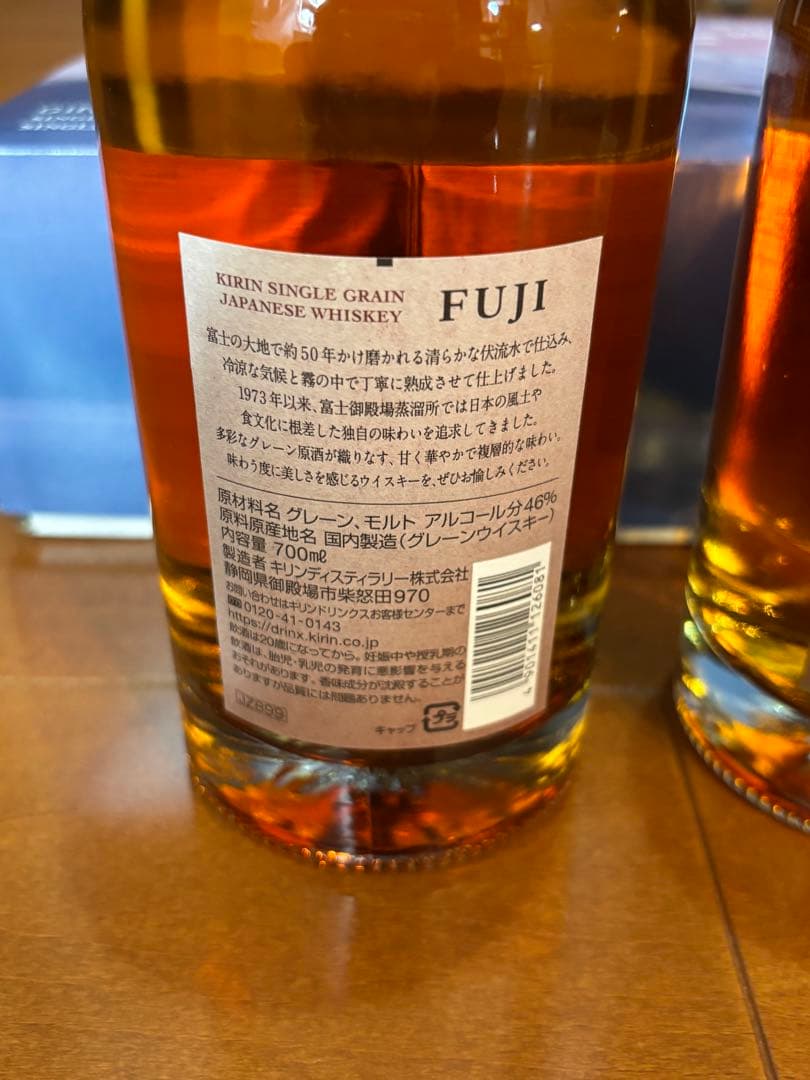 KIRIN SINGLE GRAIN
JAPANESE WHISKEY
FUJI
富士の大地で約50年かけ磨かれる清らかな伏流水で仕込み、
冷涼な気候と霧の中で丁寧に熟成させて仕上げました。
1973年以来、富士御殿場蒸溜所では日本の風土や
食文化に根差した独自の味わいを追求してきました。
多彩なグレーン原酒が織りなす、甘く華やかで複層的な味わい。
味わう度に美しさを感じるウイスキーを、ぜひお愉しみください。
原材料名 グレーン、モルト アルコール分46%
原料原産地名 国内製造(グレーンウイスキー)
内容量 700㎖
製造者 キリンディスティラリー株式会社
静岡県御殿場市柴怒田970
お問い合わせはキリンドリンクスお客様センターまで
0120-41-0143
https://drinx.kirin.co.jp
飲酒は20歳になってから。妊娠中や授乳期の
飲酒は、胎児・乳児の発育に悪影響を与える
おそれがあります。香味成分が沈殿することが
ありますが品質には問題ありません。
JZ899
キャップ
プラ
4 901411 126081